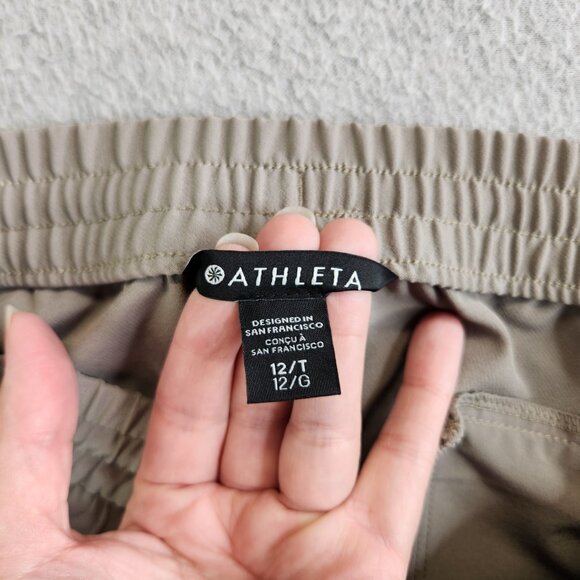 ATHLETA
DESIGNED IN
SAN FRANCISCO
CONÇU À
SAN FRANCISCO
12/T
12/G